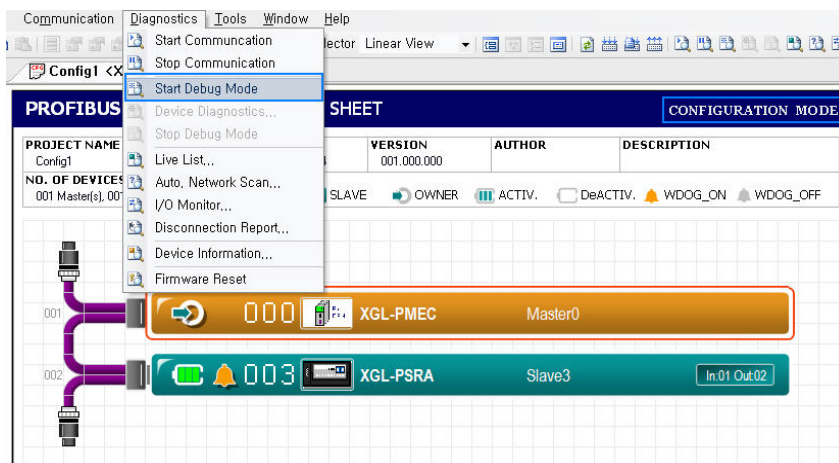 Communication Diagnostics Tools Window Help
Start Communcation
Linear View
Stop Communication
Config1 <X
Start Debug Mode
PROFIBUS SHEET CONFIGURATION MODE
Device Diagnostics...
Stop Debug Mode
PROJECT NAME VERSION AUTHOR DESCRIPTION
Config1 001.000.000
Live List...
NO. OF DEVICES
Auto. Network Scan...
001 Master(s), 001 SLAVE OWNER ACTIV. DeACTIV. WDOG_ON WDOG_OFF
I/O Monitor...
Disconnection Report...
Device Information...
Firmware Reset
001 000 XGL-PMEC Master0
002 003 XGL-PSRA Slave3 In:01 Out:02